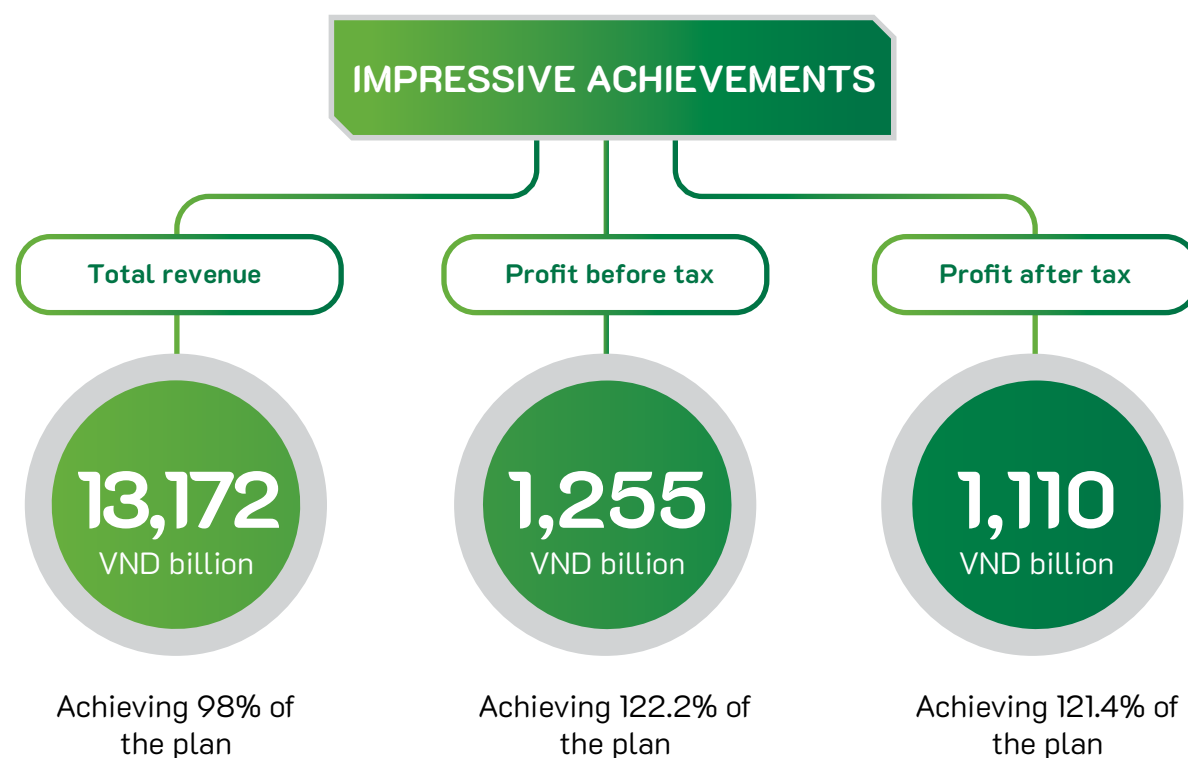 IMPRESSIVE ACHIEVEMENTS
Total revenue
13,172
VND billion
Achieving 98% of
the plan
Profit before tax
1,255
VND billion
Achieving 122.2% of
the plan
Profit after tax
1,110
VND billion
Achieving 121.4% of
the plan